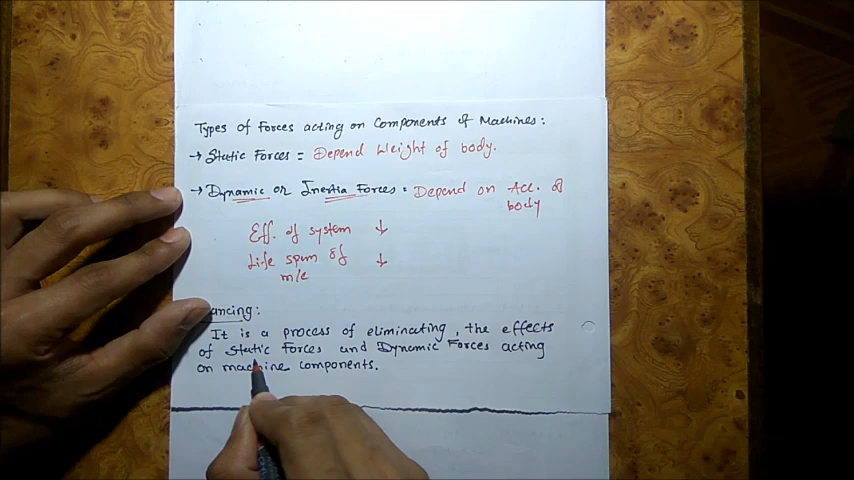 Types of Forces acting on Components of Machines:
→ Static Forces = Depend Weight of body.
→ Dynamic or Inertia Forces = Depend on Acc. of
body
Eff. of system ↓
Life span of ↓
m/c
ancing:
It is a process of eliminating, the effects
of Static Forces and Dynamic Forces acting
on machine components.